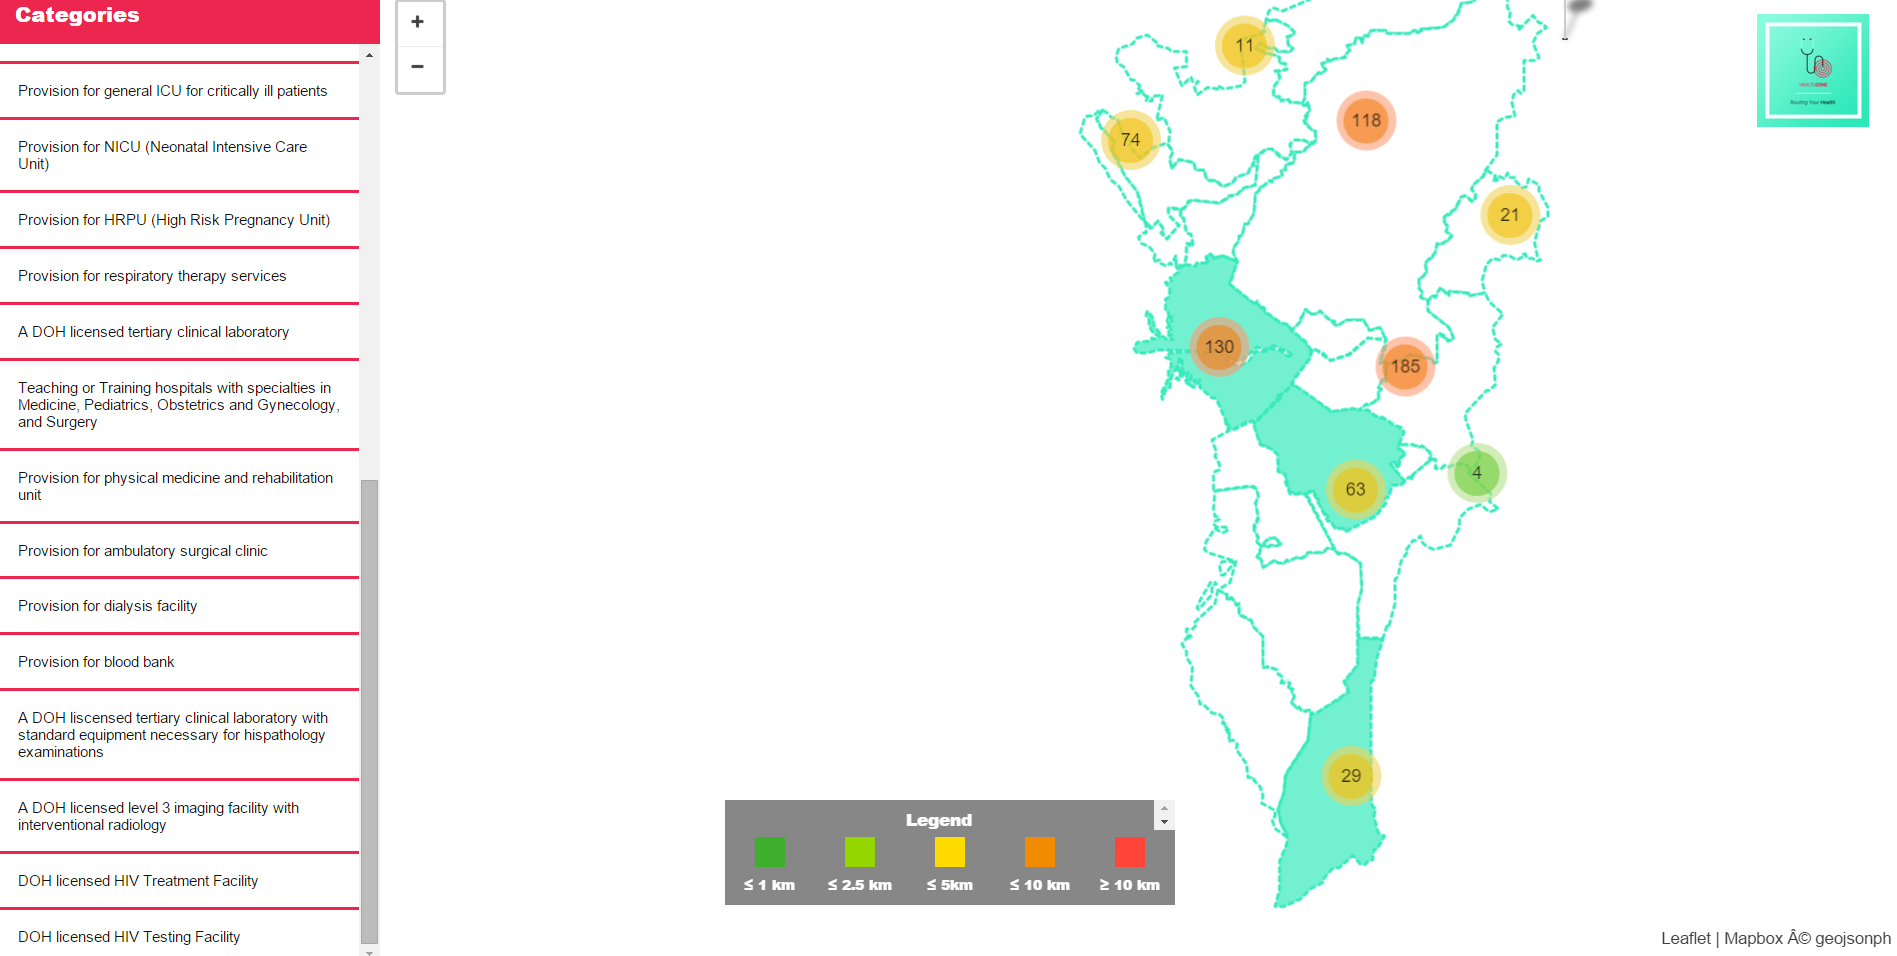 Categories
Provision for general ICU for critically ill patients
Provision for NICU (Neonatal Intensive Care
Unit)
Provision for HRPU (High Risk Pregnancy Unit)
Provision for respiratory therapy services
A DOH licensed tertiary clinical laboratory
Teaching or Training hospitals with specialties in
Medicine, Pediatrics, Obstetrics and Gynecology,
and Surgery
Provision for physical medicine and rehabilitation
unit
Provision for ambulatory surgical clinic
Provision for dialysis facility
Provision for blood bank
A DOH liscensed tertiary clinical laboratory with
standard equipment necessary for hispathology
examinations
A DOH licensed level 3 imaging facility with
interventional radiology
DOH licensed HIV Treatment Facility
DOH licensed HIV Testing Facility
+
−
11
118
74
21
130
185
4
63
29
HEALTHZONE
Routing Your Health.
Legend
≤ 1 km
≤ 2.5 km
≤ 5km
≤ 10 km
≥ 10 km
Leaflet | Mapbox Â© geojsonph